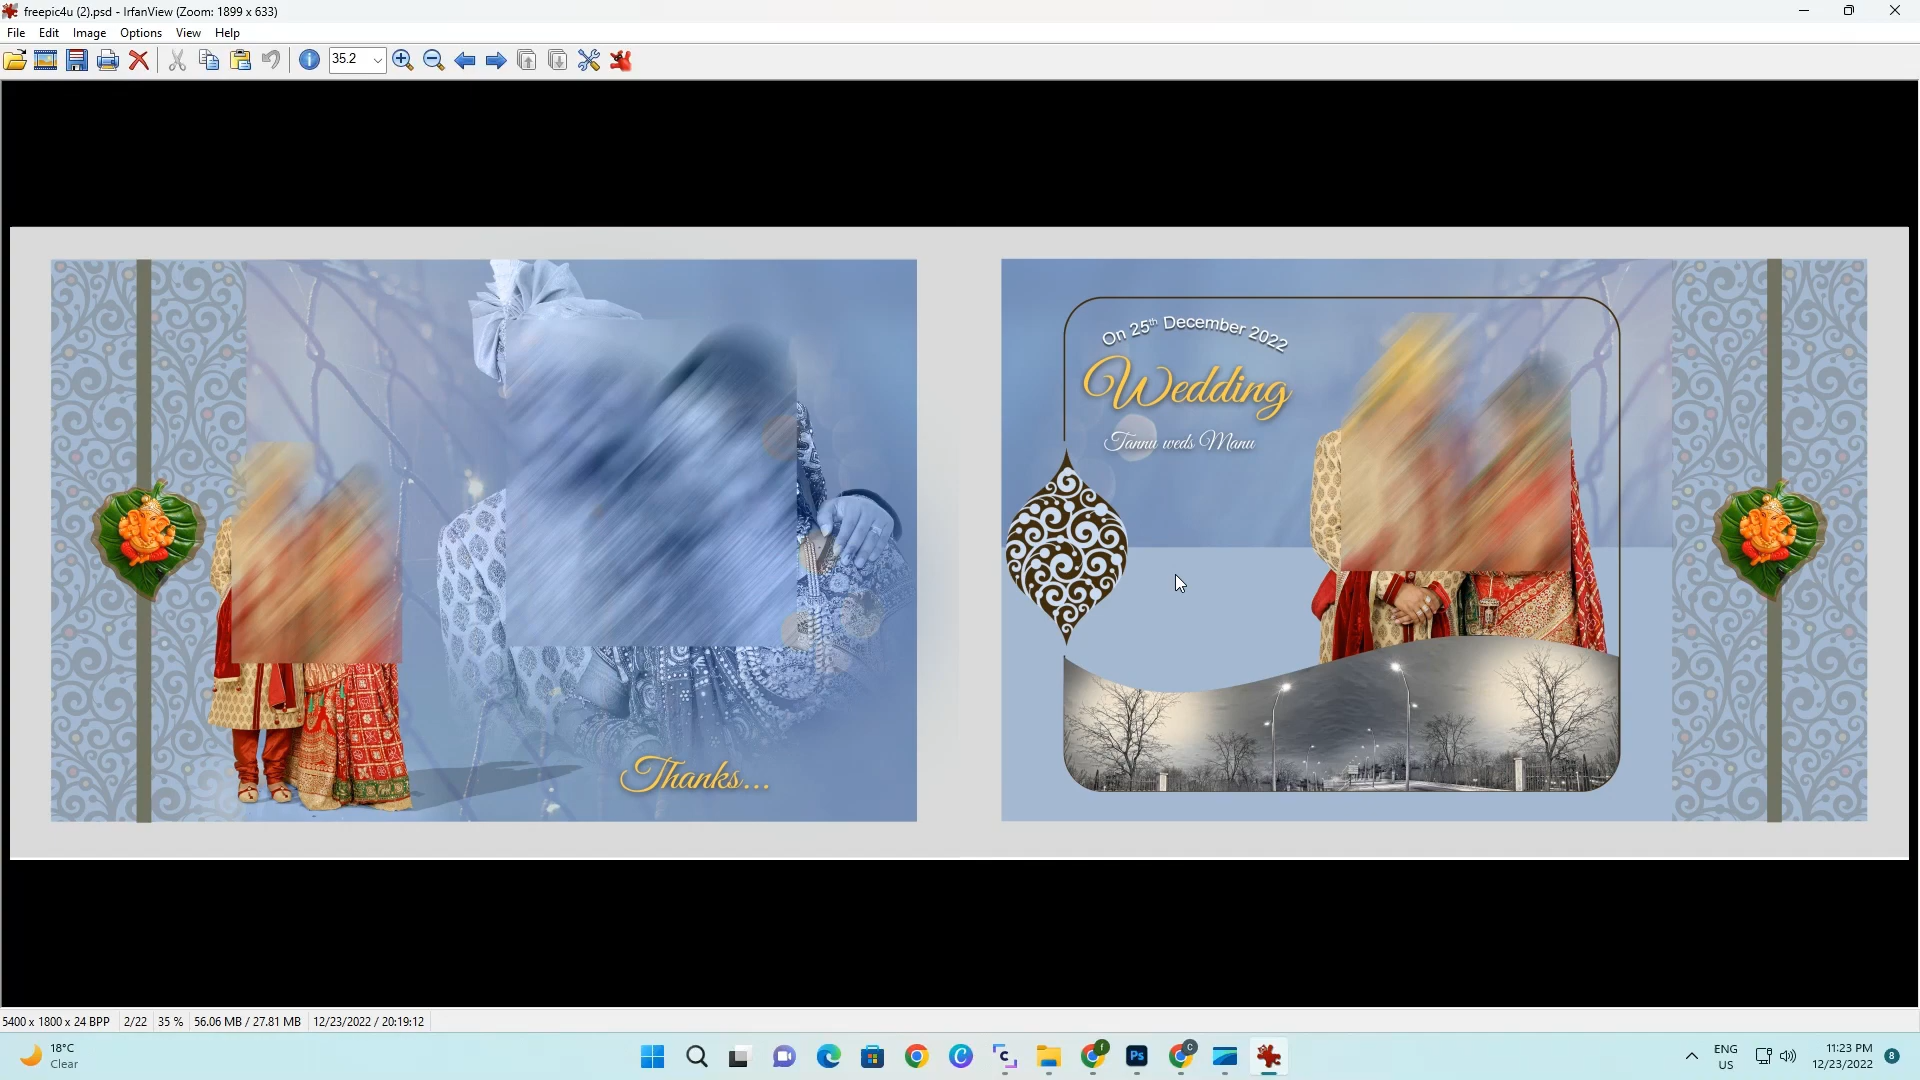 freepic4u (2).psd - IrfanView (Zoom: 1899 x 633)
File Edit Image Options View Help
35.2
On 25th December 2022
Wedding
Tannu weds Manu
Thanks...
5400 x 1800 x 24 BPP 2/22 35 % 56.06 MB / 27.81 MB 12/23/2022 / 20:19:12
18°C
Clear
C
f
Ps
C
ENG
US
11:23 PM
12/23/2022
8